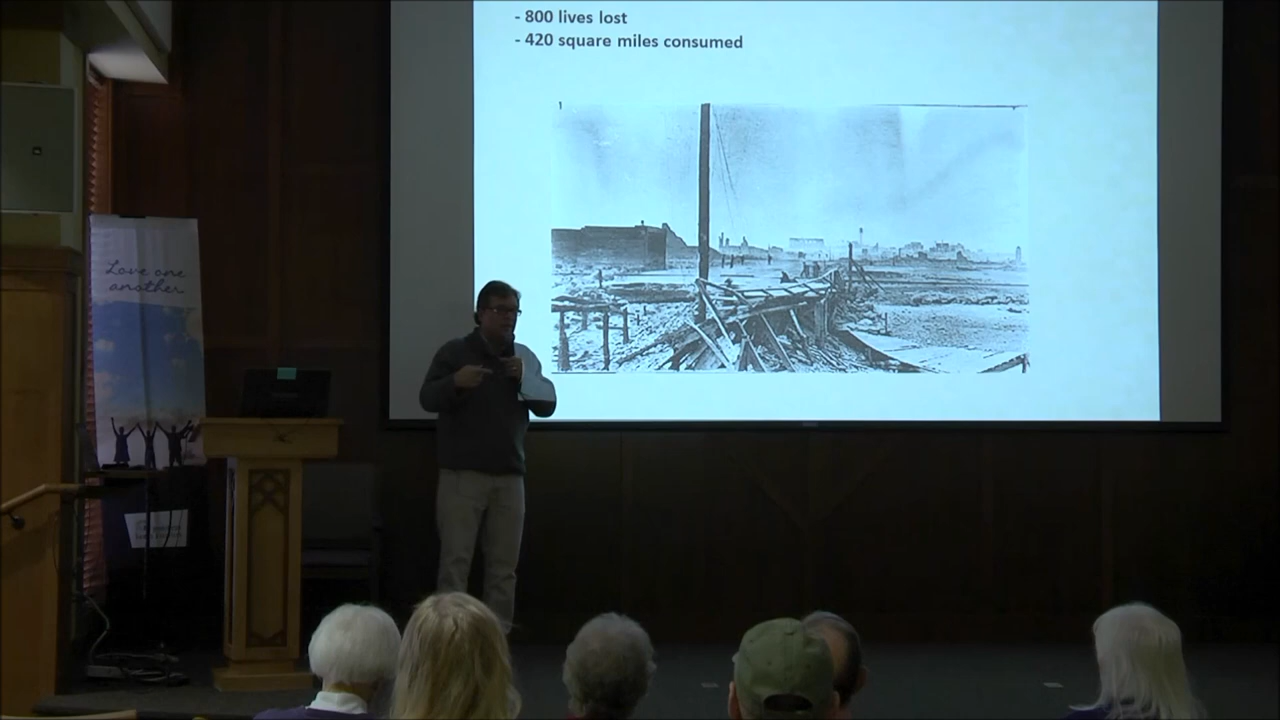 - 800 lives lost
- 420 square miles consumed
Love one
another